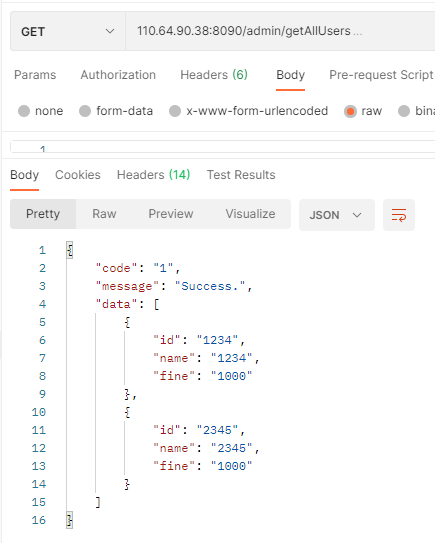 GET 110.64.90.38:8090/admin/getAllUsers...
Params Authorization Headers (6) Body Pre-request Script
none form-data x-www-form-urlencoded raw bina
1
Body Cookies Headers (14) Test Results
Pretty Raw Preview Visualize JSON
1 {
2 "code": "1",
3 "message": "Success.",
4 "data": [
5 {
6 "id": "1234",
7 "name": "1234",
8 "fine": "1000"
9 },
10 {
11 "id": "2345",
12 "name": "2345",
13 "fine": "1000"
14 }
15 ]
16 }